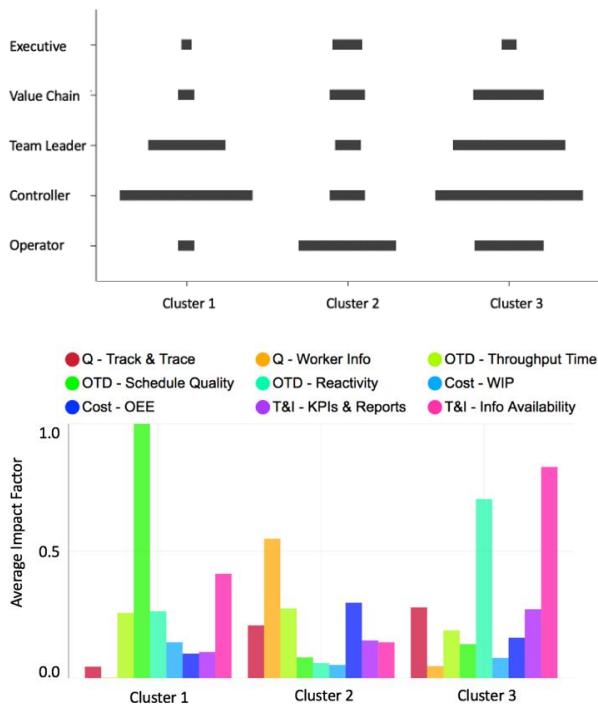 Executive
Value Chain
Team Leader
Controller
Operator
Cluster 1 Cluster 2 Cluster 3
Q - Track & Trace Q - Worker Info OTD - Throughput Time
OTD - Schedule Quality OTD - Reactivity Cost - WIP
Cost - OEE T&I - KPIs & Reports T&I - Info Availability
1.0
0.5
0.0
Average Impact Factor
Cluster 1 Cluster 2 Cluster 3